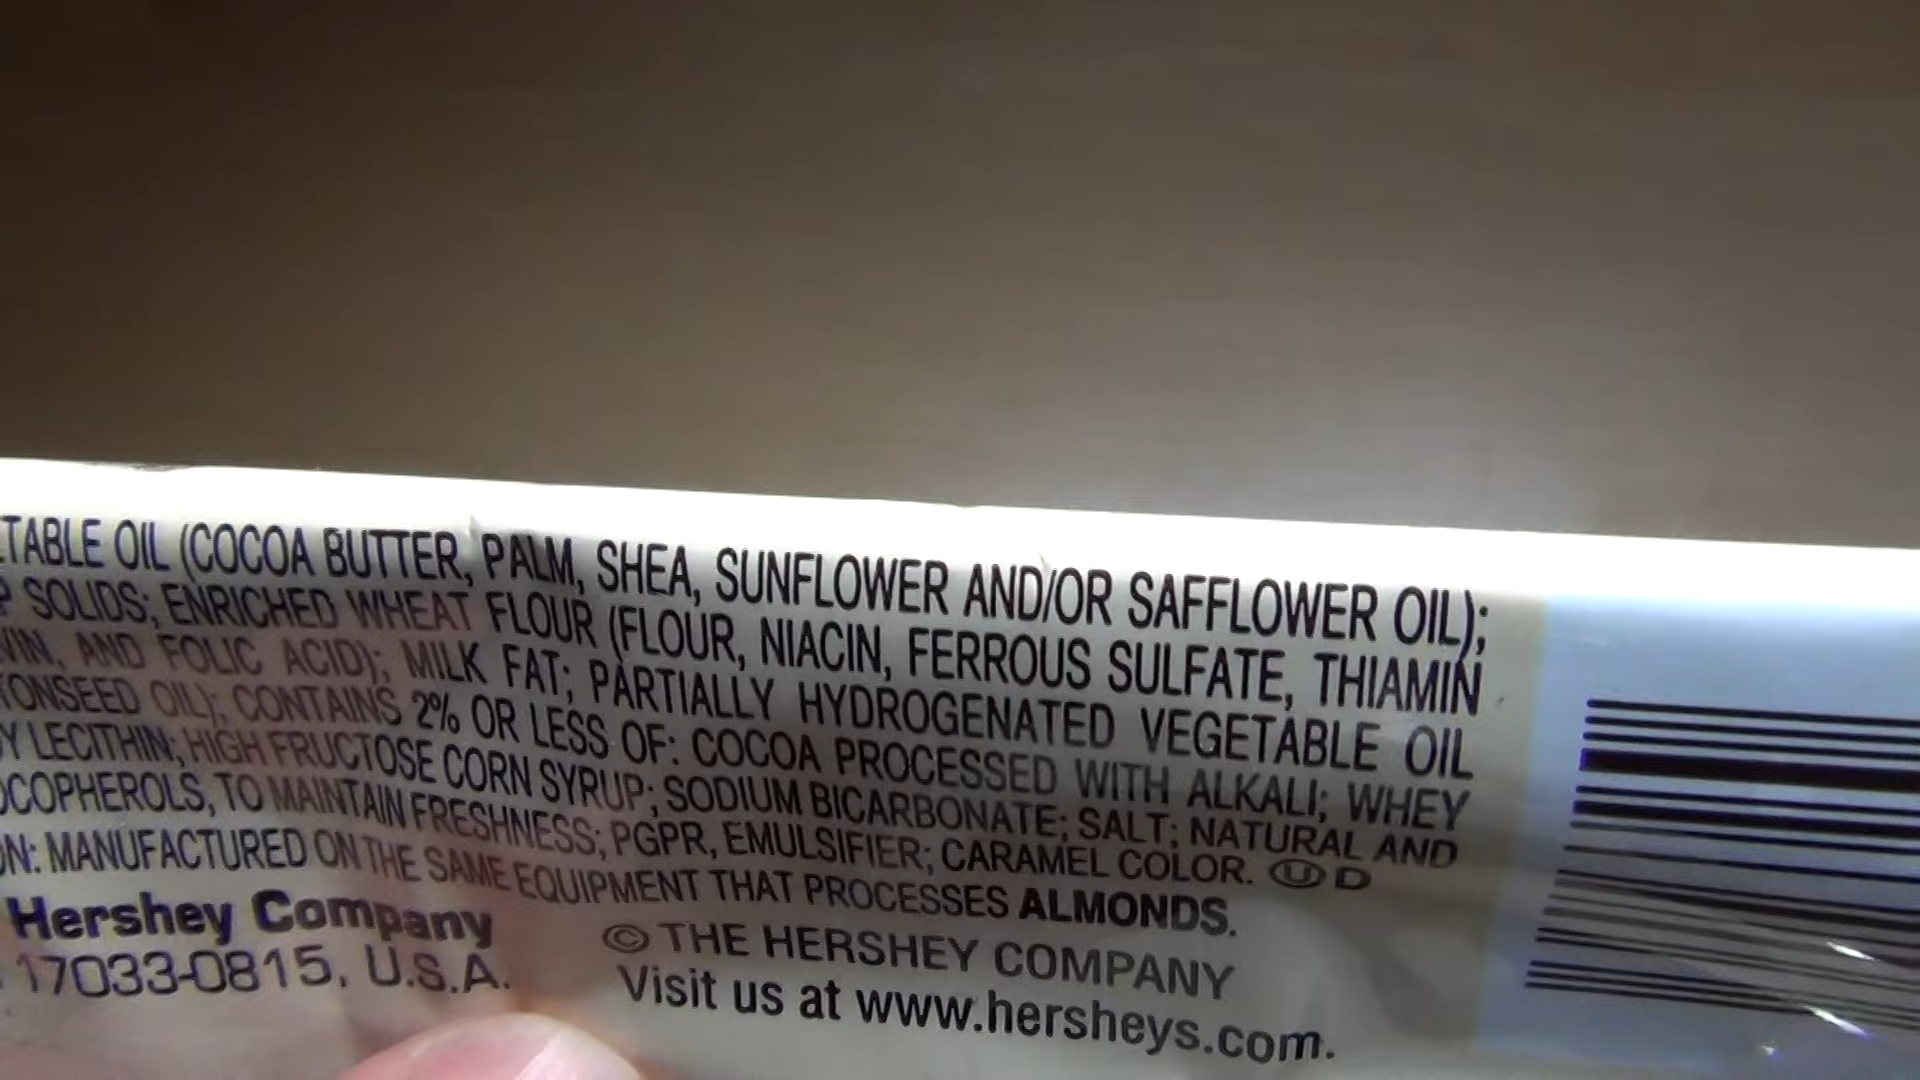 TABLE OIL (COCOA BUTTER, PALM, SHEA, SUNFLOWER AND/OR SAFFLOWER OIL);
P SOLIDS; ENRICHED WHEAT FLOUR (FLOUR, NIACIN, FERROUS SULFATE, THIAMIN
VIN, AND FOLIC ACID); MILK FAT; PARTIALLY HYDROGENATED VEGETABLE OIL
TONSEED OIL); CONTAINS 2% OR LESS OF: COCOA PROCESSED WITH ALKALI; WHEY
Y LECITHIN; HIGH FRUCTOSE CORN SYRUP; SODIUM BICARBONATE; SALT; NATURAL AND
OCOPHEROLS, TO MAINTAIN FRESHNESS; PGPR, EMULSIFIER; CARAMEL COLOR. Ⓤ D
ON: MANUFACTURED ON THE SAME EQUIPMENT THAT PROCESSES ALMONDS.
Hershey Company © THE HERSHEY COMPANY
17033-0815, U.S.A. Visit us at www.hersheys.com.